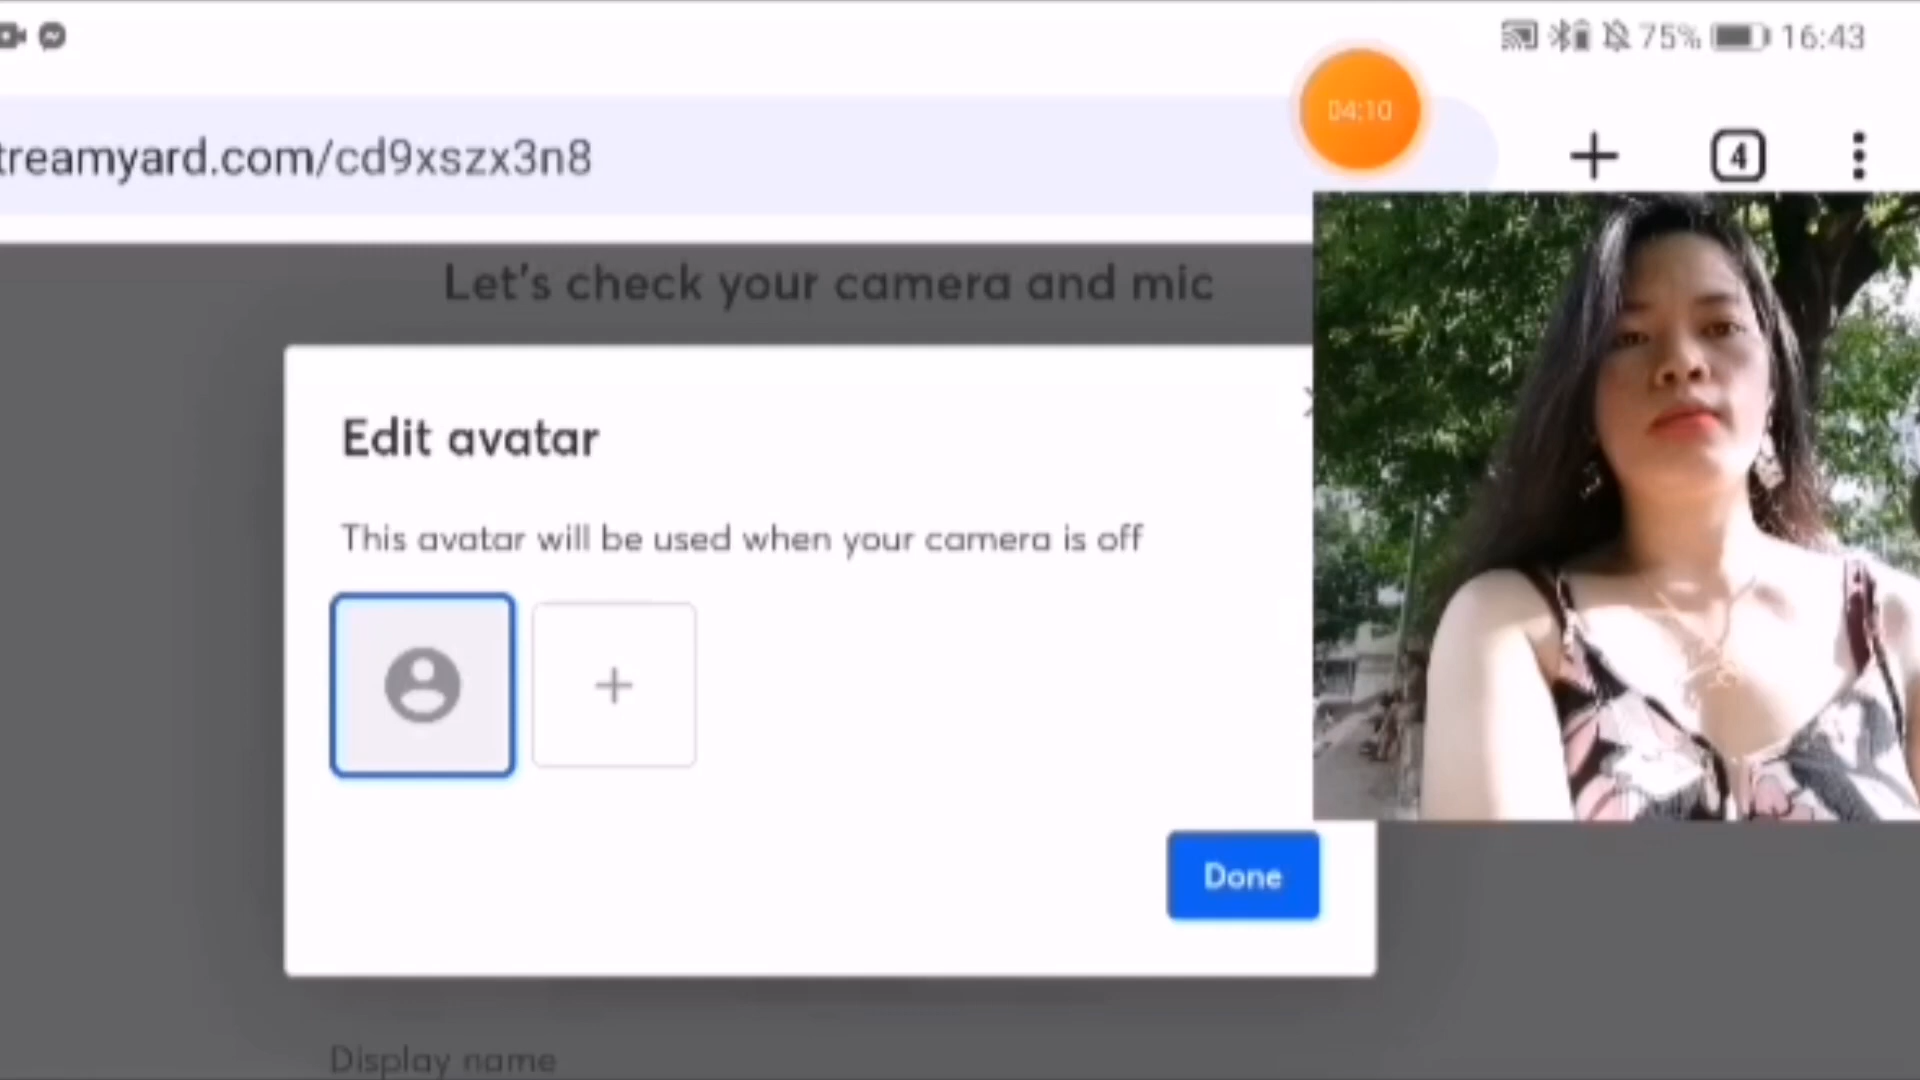 75% 16:43
04:10
treamyard.com/cd9xszx3n8
4
Let's check your camera and mic
Edit avatar
This avatar will be used when your camera is off
Done
Display name